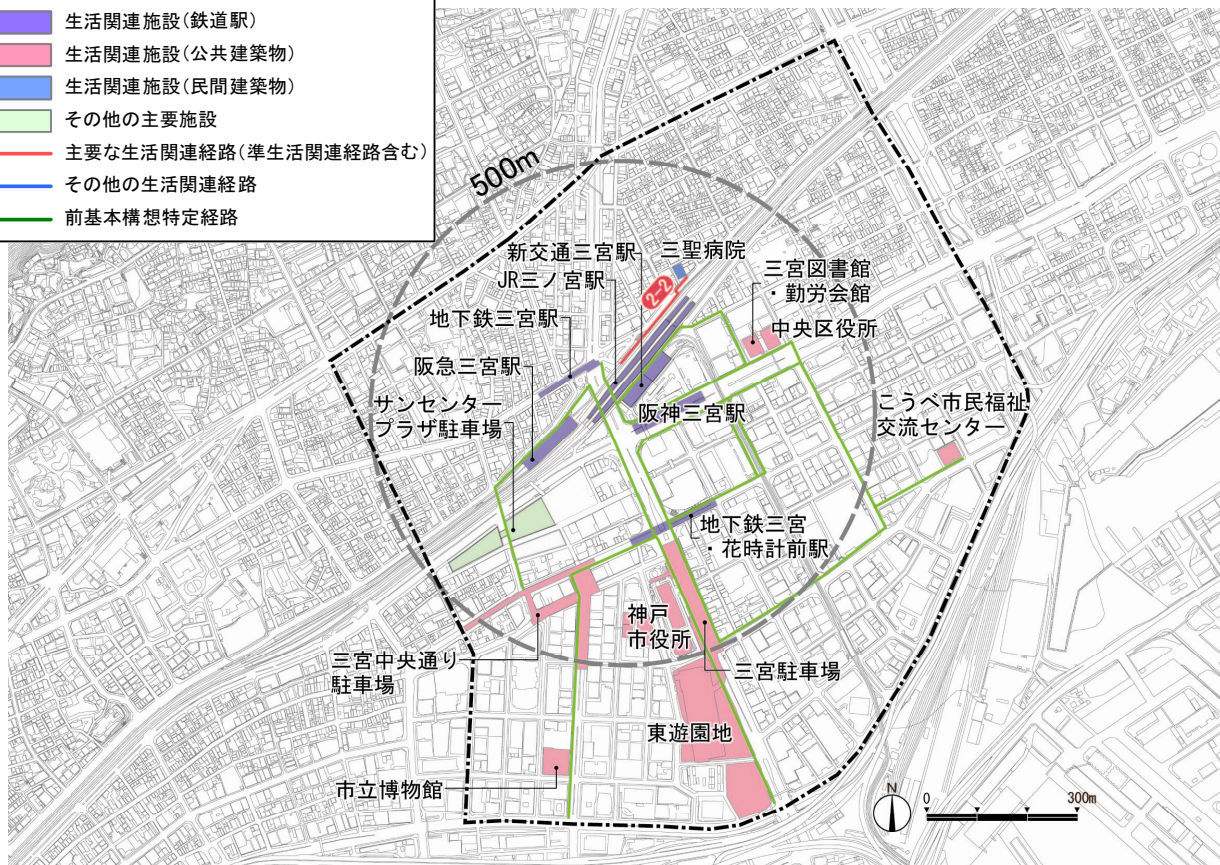 生活関連施設(鉄道駅)
生活関連施設(公共建築物)
生活関連施設(民間建築物)
その他の主要施設
主要な生活関連経路(準生活関連経路含む)
その他の生活関連経路
前基本構想特定経路
500m
新交通三宮駅
三聖病院
JR三ノ宮駅
2-2
三宮図書館
・勤労会館
地下鉄三宮駅
中央区役所
阪急三宮駅
サンセンター
プラザ駐車場
阪神三宮駅
こうべ市民福祉
交流センター
地下鉄三宮
・花時計前駅
神戸
市役所
三宮中央通り
駐車場
三宮駐車場
東遊園地
市立博物館
N
0
300m